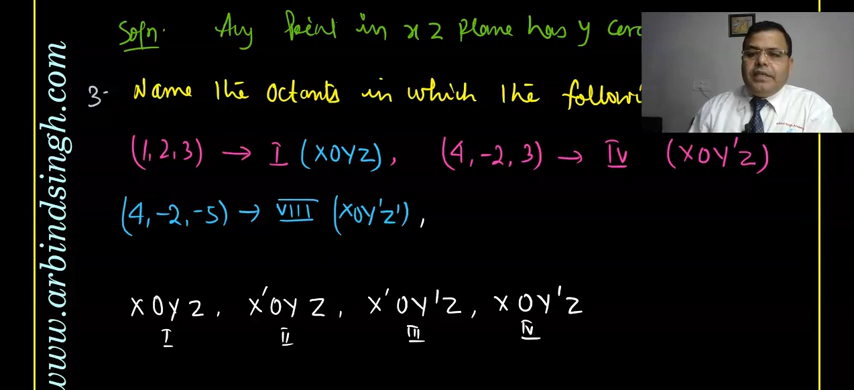 Soln. Any Point in x z plane has y
3- Name the Octants in which the
(1,2,3) → I (XOYZ), (4,-2,3) → IV (XOY'Z)
(4,-2,-5) → VIII (XOY'Z'),
XOYZ, X'OYZ, X'OY'Z, XOY'Z
I II III IV
www.arbindsingh.com